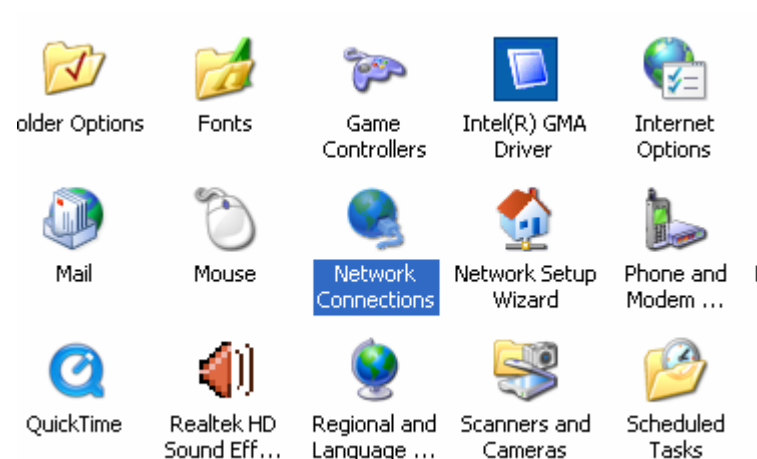 older Options
Fonts
Game
Controllers
Intel(R) GMA
Driver
Internet
Options
Mail
Mouse
Network
Connections
Network Setup
Wizard
Phone and
Modem ...
QuickTime
Realtek HD
Sound Eff...
Regional and
Language ...
Scanners and
Cameras
Scheduled
Tasks